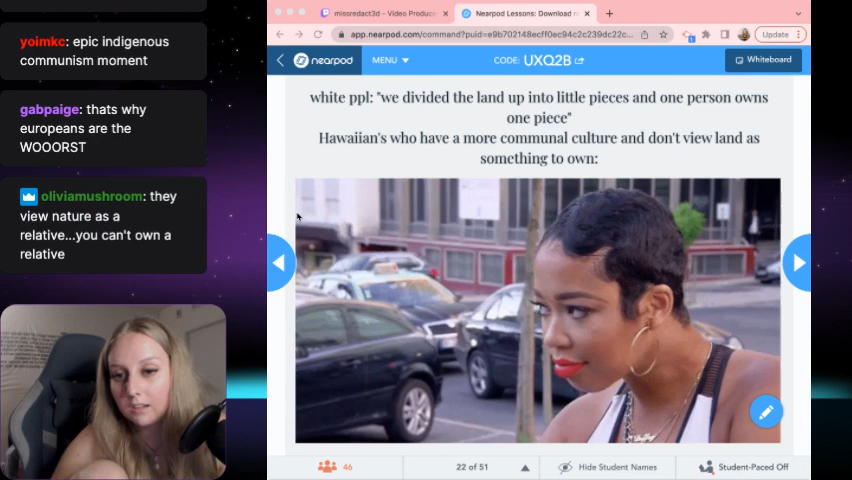 yoimkc: epic indigenous
communism moment
gabpaige: thats why
europeans are the
WOOORST
oliviamushroom: they
view nature as a
relative...you can't own a
relative
missredact3d - Video Produce
Nearpod Lessons: Download r
app.nearpod.com/command?puid=e9b702148ecff0ec94c2c239dc22c...
Update
nearpod
MENU
CODE: UXQ2B
Whiteboard
white ppl: "we divided the land up into little pieces and one person owns
one piece"
Hawaiian's who have a more communal culture and don't view land as
something to own:
46
22 of 51
Hide Student Names
Student-Paced Off